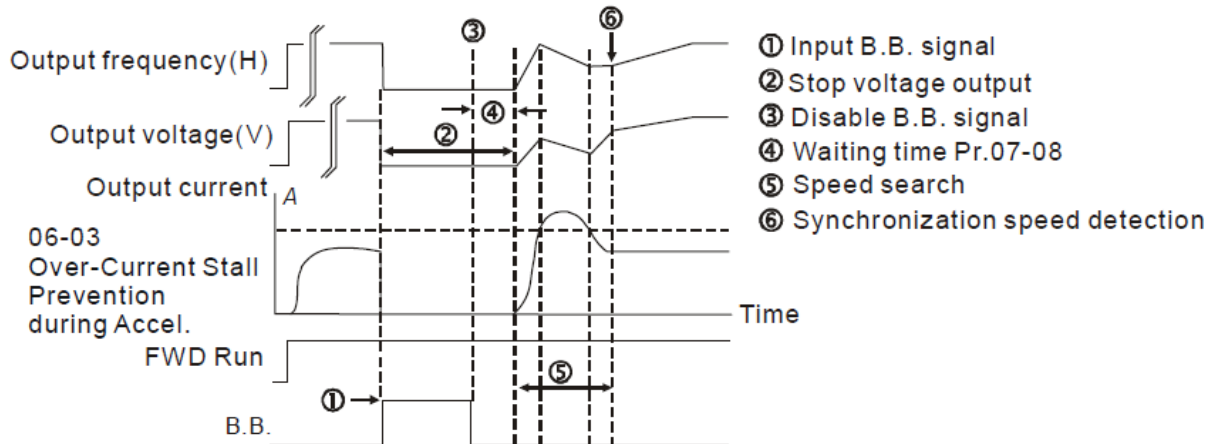 ⑥
③
Output frequency(H)
① Input B.B. signal
② Stop voltage output
③ Disable B.B. signal
④ Waiting time Pr.07-08
⑤ Speed search
⑥ Synchronization speed detection
④
Output voltage(V)
②
Output current
A
06-03
Over-Current Stall
Prevention
during Accel.
Time
FWD Run
⑤
①
B.B.